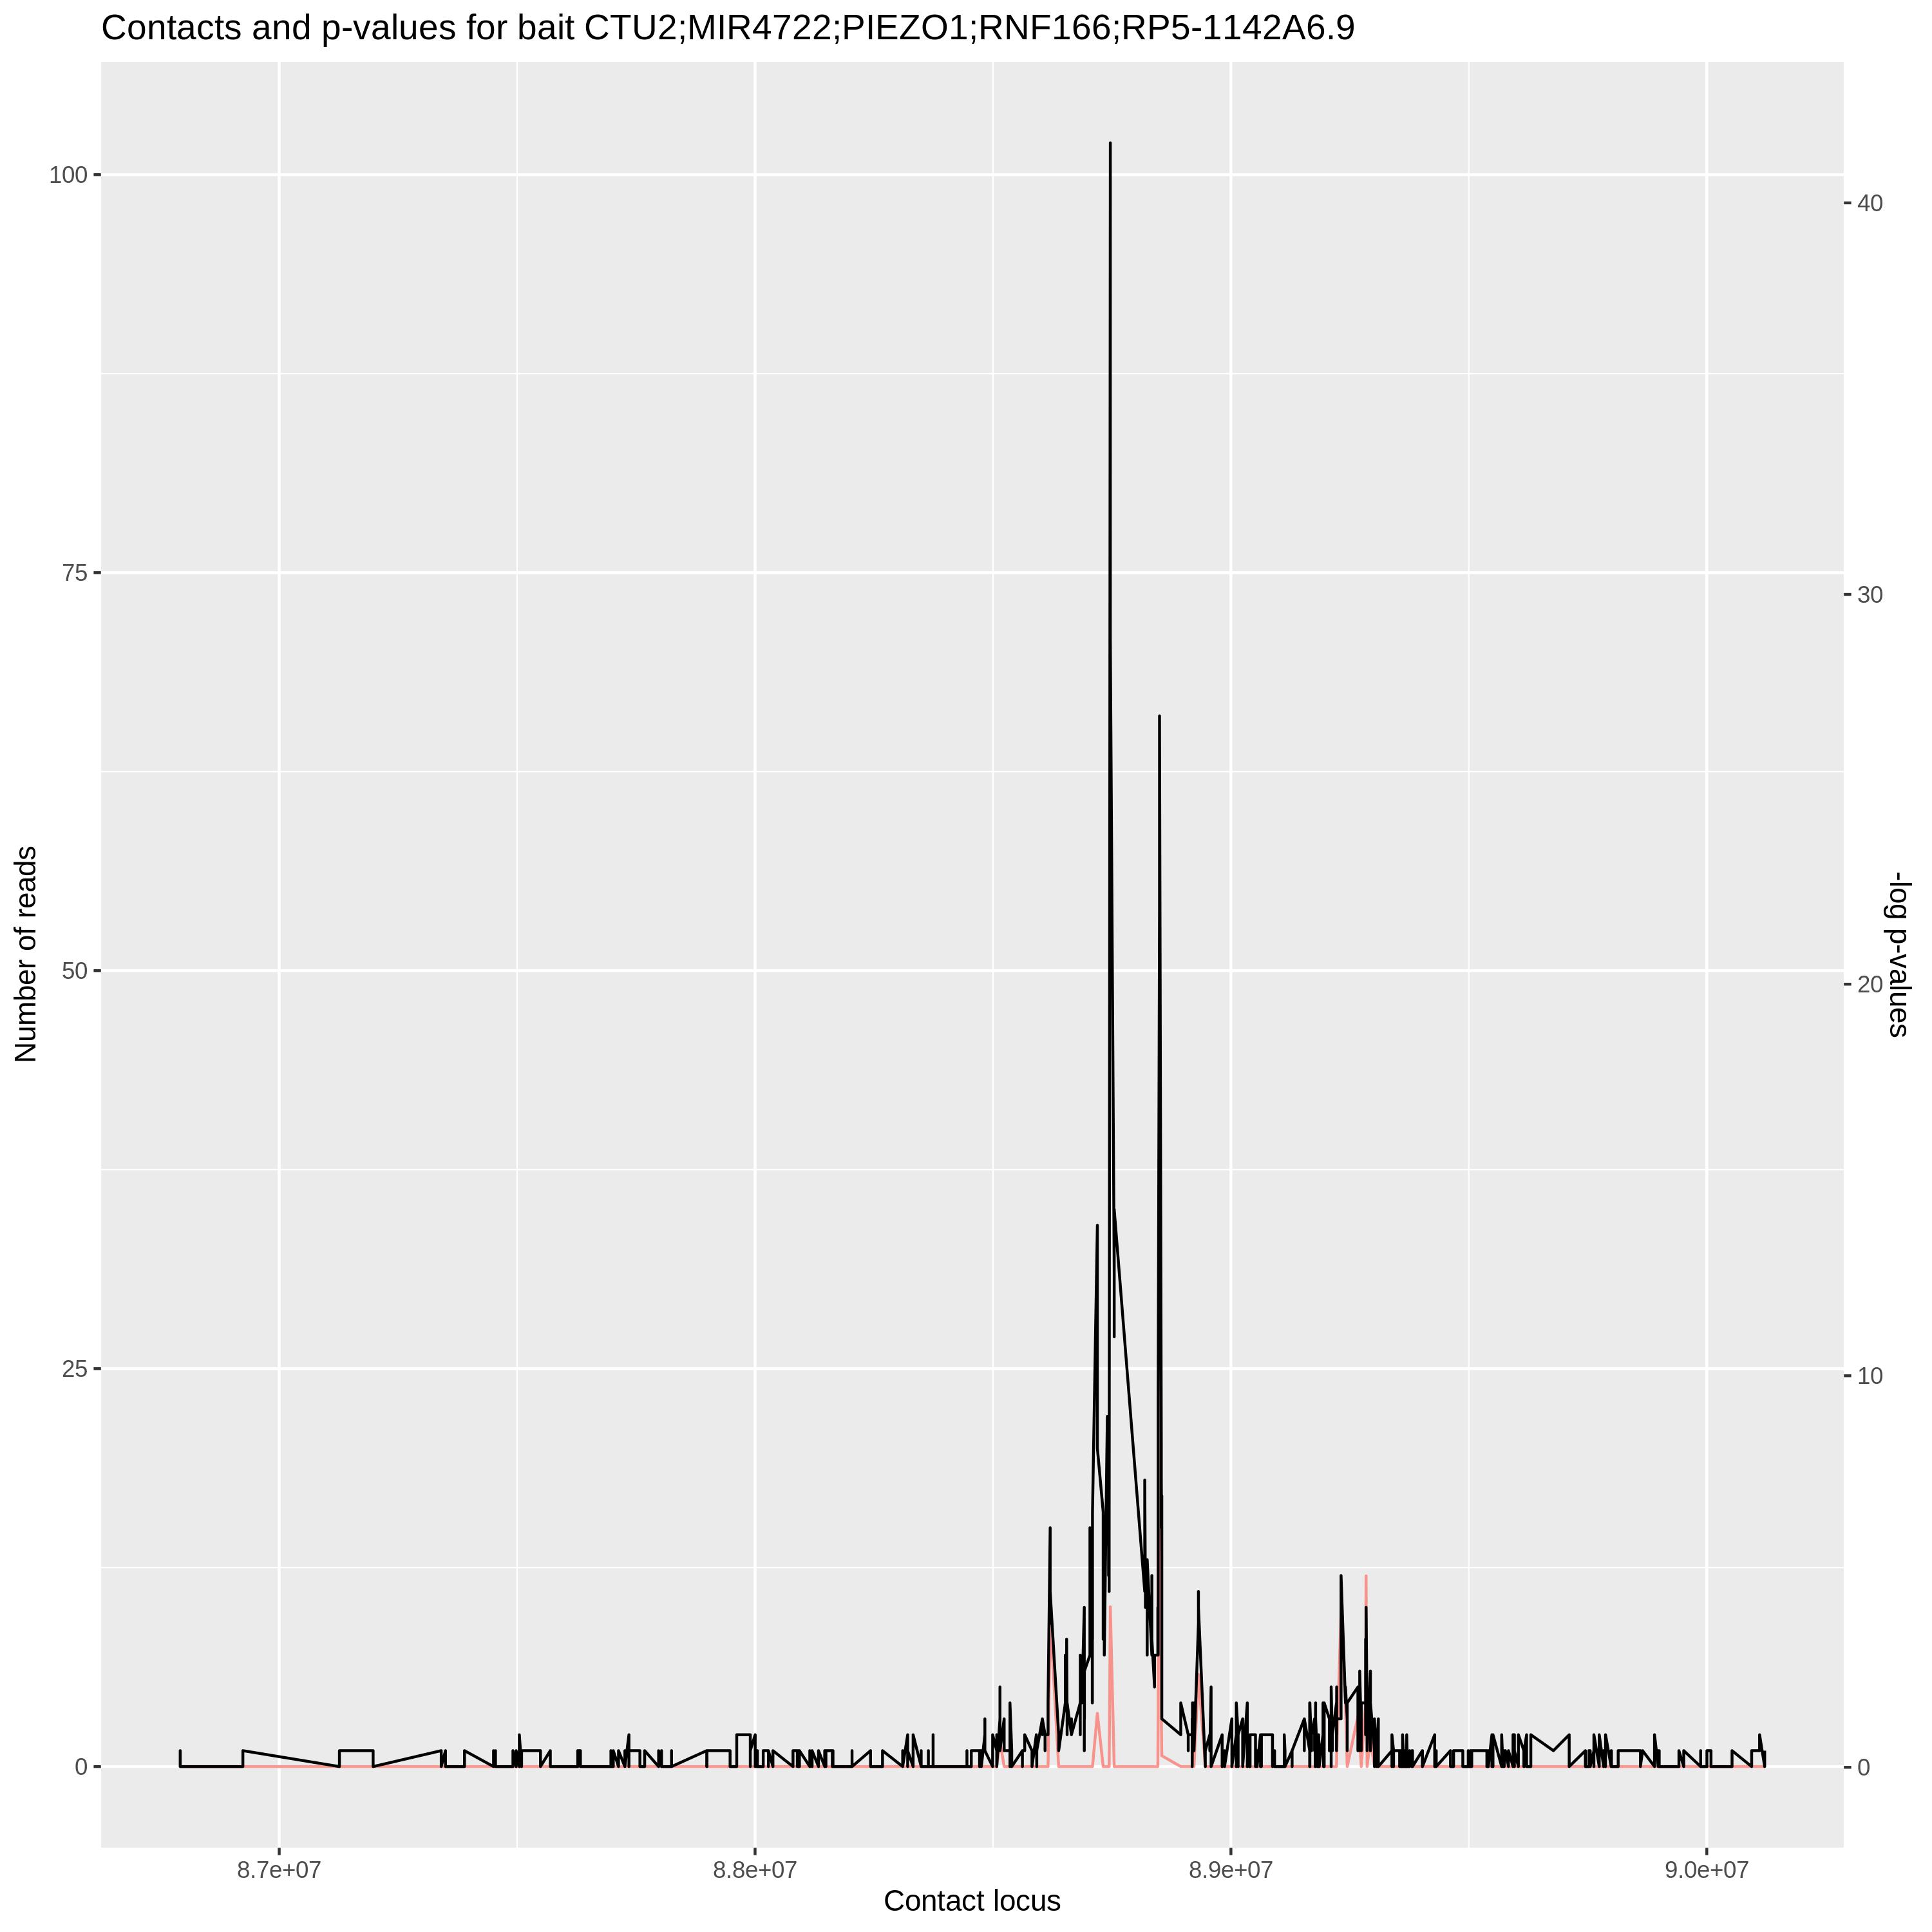 Contacts and p-values for bait CTU2;MIR4722;PIEZO1;RNF166;RP5-1142A6.9
100
75
50
25
0
Number of reads
40
30
20
10
0
-log p-values
8.7e+07
8.8e+07
8.9e+07
9.0e+07
Contact locus